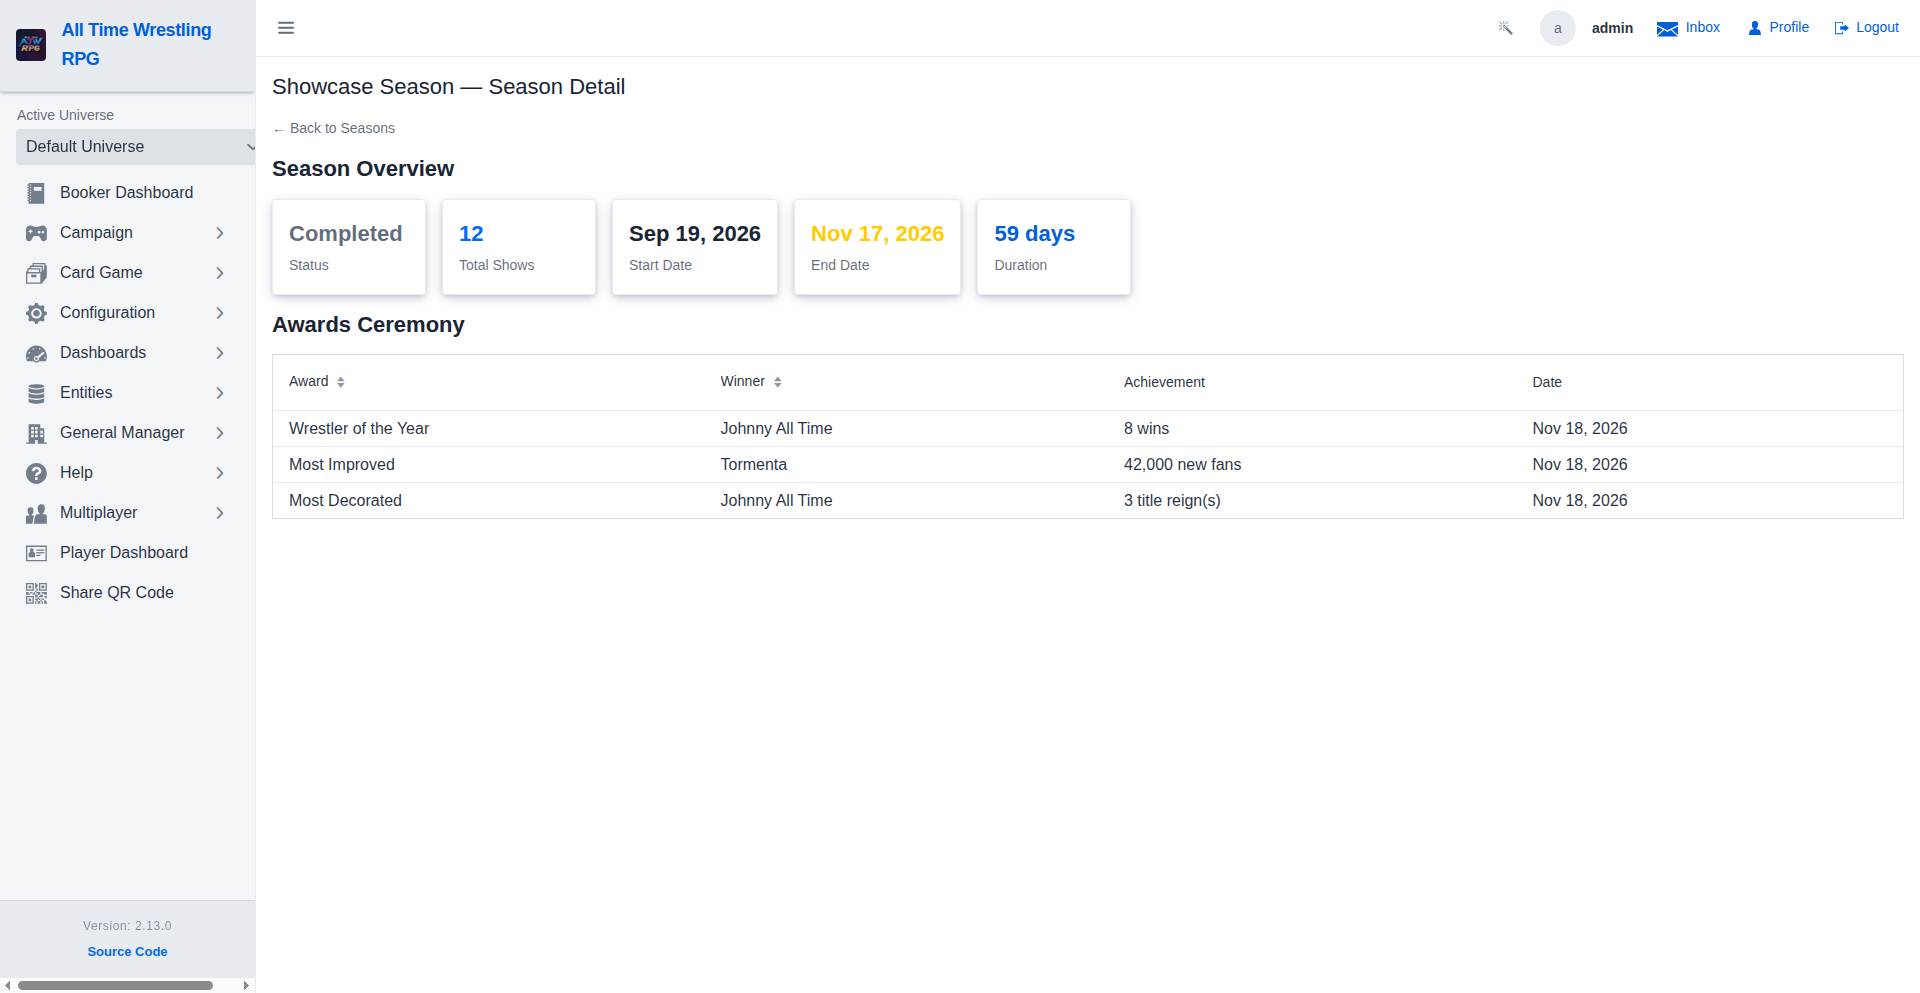 All Time Wrestling
RPG
a
admin
Inbox
Profile
Logout
Active Universe
Default Universe
Booker Dashboard
Campaign
Card Game
Configuration
Dashboards
Entities
General Manager
Help
Multiplayer
Player Dashboard
Share QR Code
Version: 2.13.0
Source Code
Showcase Season — Season Detail
← Back to Seasons
Season Overview
Completed
Status
12
Total Shows
Sep 19, 2026
Start Date
Nov 17, 2026
End Date
59 days
Duration
Awards Ceremony
Award Winner Achievement Date
Wrestler of the Year Johnny All Time 8 wins Nov 18, 2026
Most Improved Tormenta 42,000 new fans Nov 18, 2026
Most Decorated Johnny All Time 3 title reign(s) Nov 18, 2026